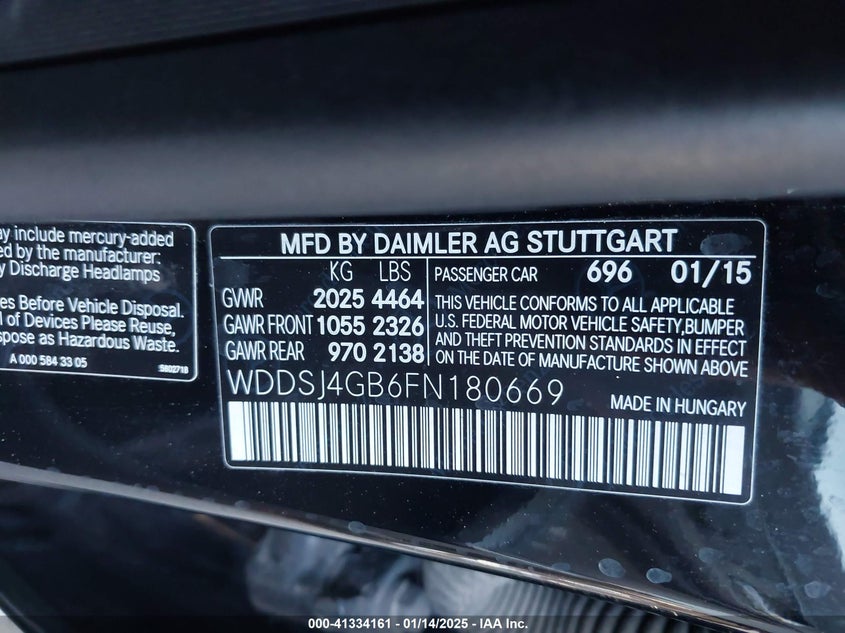 ay include mercury-added
ed by the manufacturer:
y Discharge Headlamps
es Before Vehicle Disposal.
l of Devices Please Reuse,
spose as Hazardous Waste.
A 000 584 33 05
5802718
MFD BY DAIMLER AG STUTTGART
KG LBS
GVWR 2025 4464
GAWR FRONT 1055 2326
GAWR REAR 970 2138
PASSENGER CAR 696 01/15
THIS VEHICLE CONFORMS TO ALL APPLICABLE
U.S. FEDERAL MOTOR VEHICLE SAFETY,BUMPER
AND THEFT PREVENTION STANDARDS IN EFFECT
ON THE DATE OF MANUFACTURE SHOWN ABOVE
WDDSJ4GB6FN180669
MADE IN HUNGARY
000-41334161 - 01/14/2025 - IAA Inc.